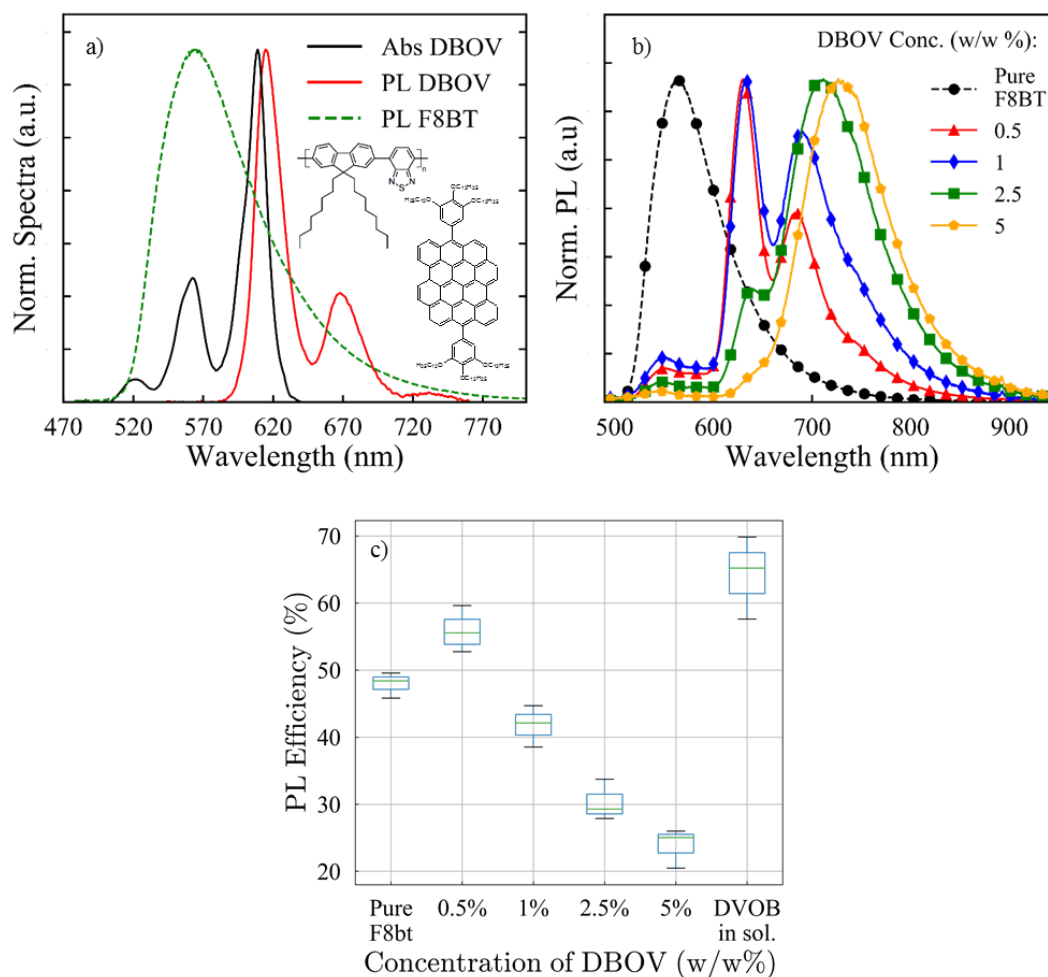 a)
Abs DBOV
PL DBOV
PL F8BT
Norm. Spectra (a.u.)
n
N
S
N
470 520 570 620 670 720 770
Wavelength (nm)
b)
DBOV Conc. (w/w %):
Pure
F8BT
0.5
1
2.5
5
Norm. PL (a.u)
500 600 700 800 900
Wavelength (nm)
c)
PL Efficiency (%)
70
60
50
40
30
20
Pure
F8bt
0.5%
1%
2.5%
5%
DVOB
in sol.
Concentration of DBOV (w/w%)